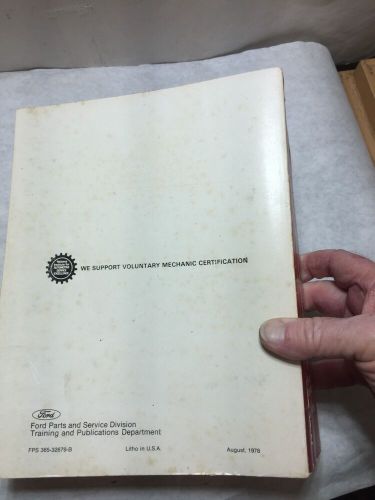 WE SUPPORT VOLUNTARY MECHANIC CERTIFICATION
Ford
Ford Parts and Service Division
Training and Publications Department
FPS 365-32679-B
Litho in U.S.A.
August, 1978